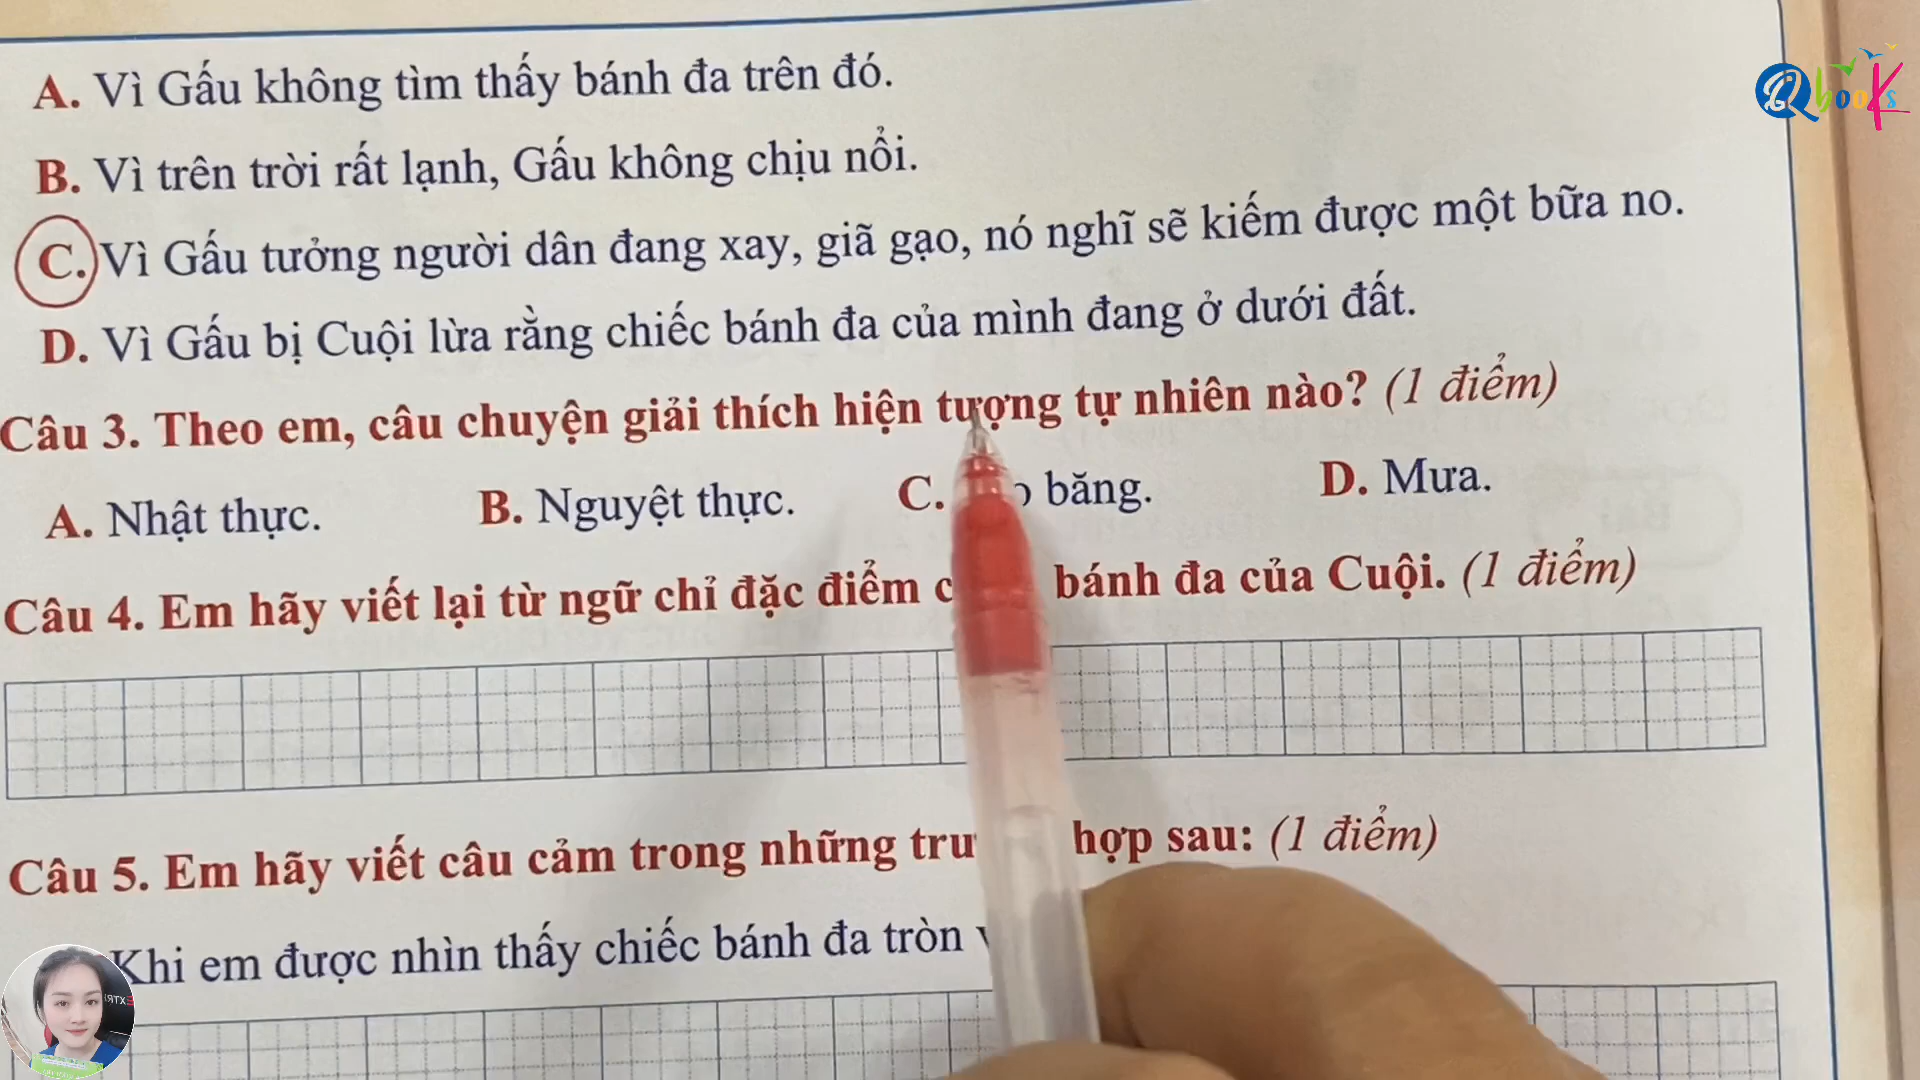 A. Vì Gấu không tìm thấy bánh đa trên đó.
B. Vì trên trời rất lạnh, Gấu không chịu nổi.
C. Vì Gấu tưởng người dân đang xay, giã gạo, nó nghĩ sẽ kiếm được một bữa no.
D. Vì Gấu bị Cuội lừa rằng chiếc bánh đa của mình đang ở dưới đất.
Câu 3. Theo em, câu chuyện giải thích hiện tượng tự nhiên nào? (1 điểm)
A. Nhật thực. B. Nguyệt thực. C. băng. D. Mưa.
Câu 4. Em hãy viết lại từ ngữ chỉ đặc điểm bánh đa của Cuội. (1 điểm)
Câu 5. Em hãy viết câu cảm trong những hợp sau: (1 điểm)
Khi em được nhìn thấy chiếc bánh đa tròn
Qbooks